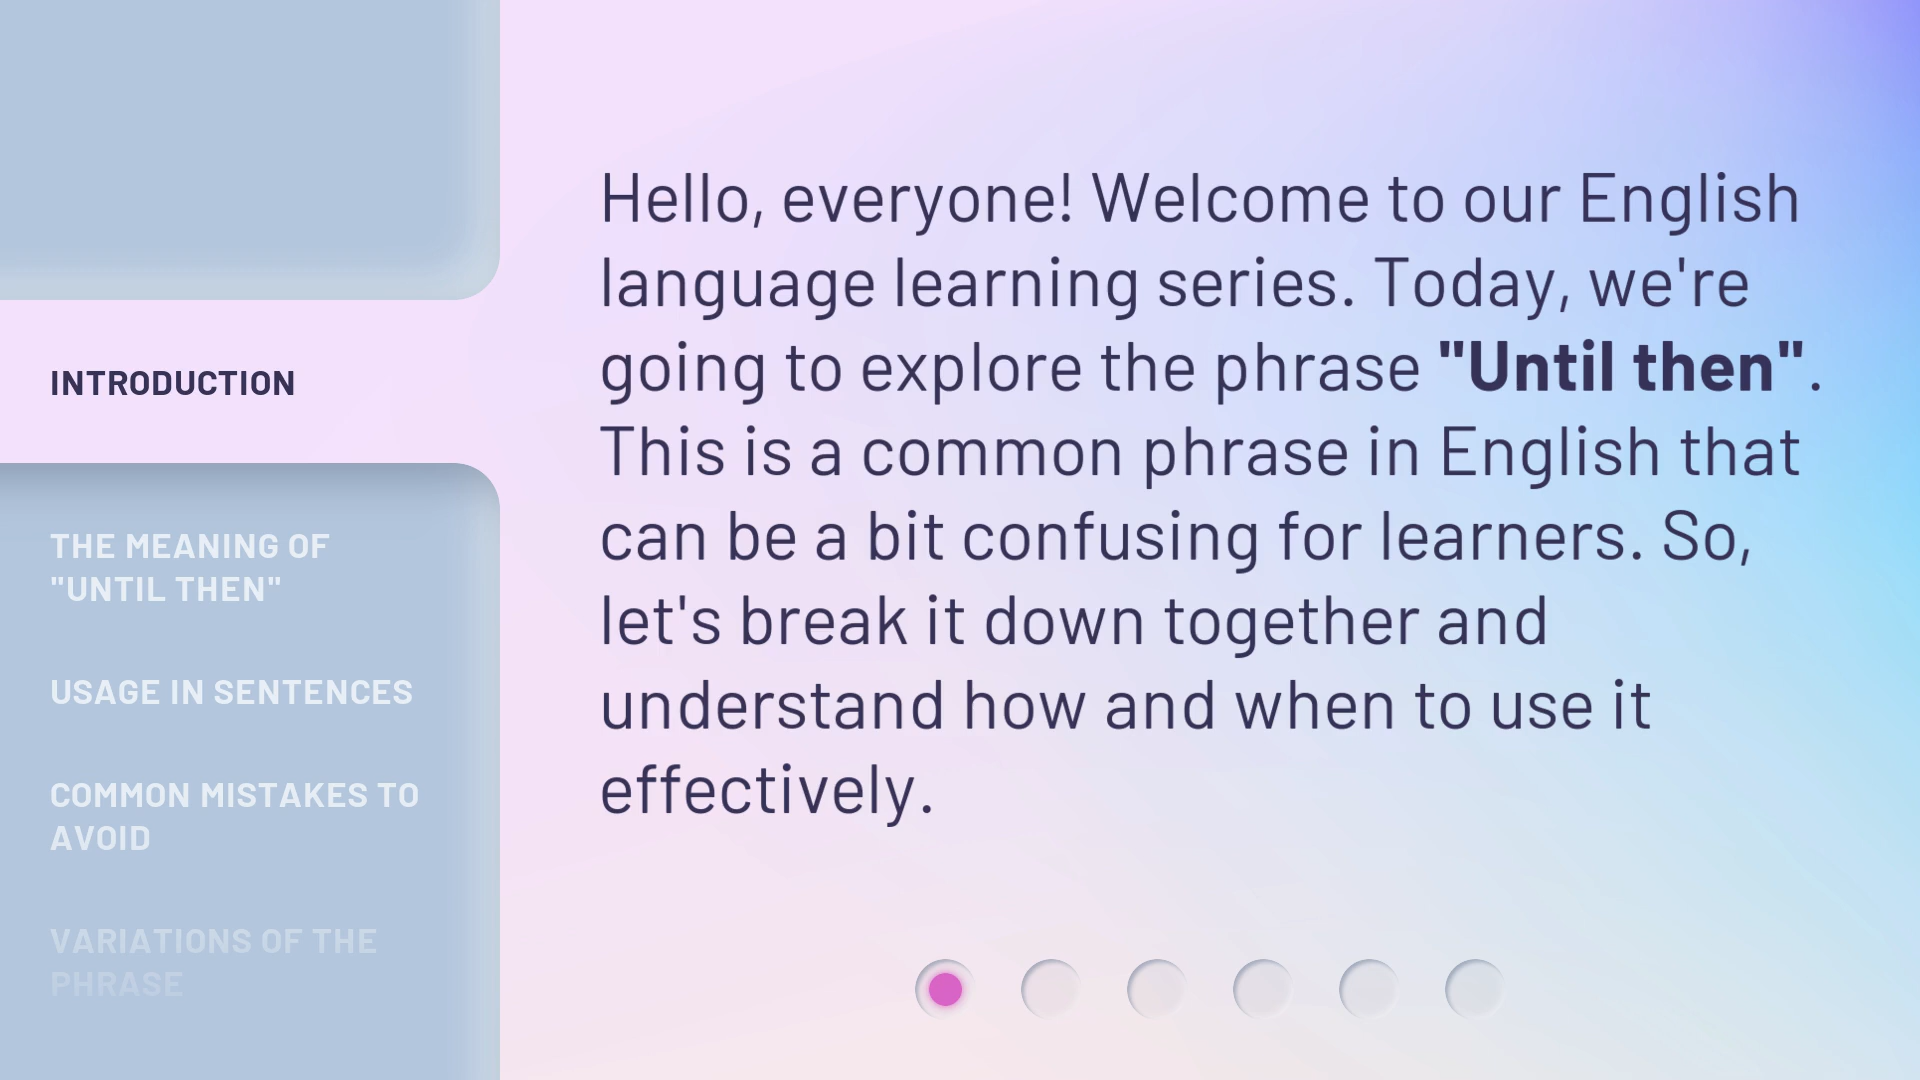 INTRODUCTION
THE MEANING OF
"UNTIL THEN"
USAGE IN SENTENCES
COMMON MISTAKES TO
AVOID
VARIATIONS OF THE
PHRASE
Hello, everyone! Welcome to our English
language learning series. Today, we're
going to explore the phrase "Until then".
This is a common phrase in English that
can be a bit confusing for learners. So,
let's break it down together and
understand how and when to use it
effectively.